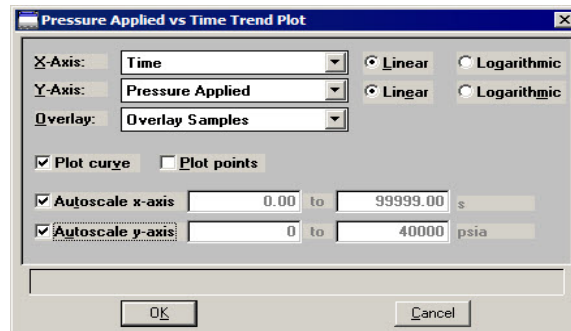 Pressure Applied vs Time Trend Plot
X-Axis: Time Linear Logarithmic
Y-Axis: Pressure Applied Linear Logarithmic
Overlay: Overlay Samples
Plot curve Plot points
Autoscale x-axis 0.00 to 99999.00 s
Autoscale y-axis 0 to 40000 psia
OK Cancel